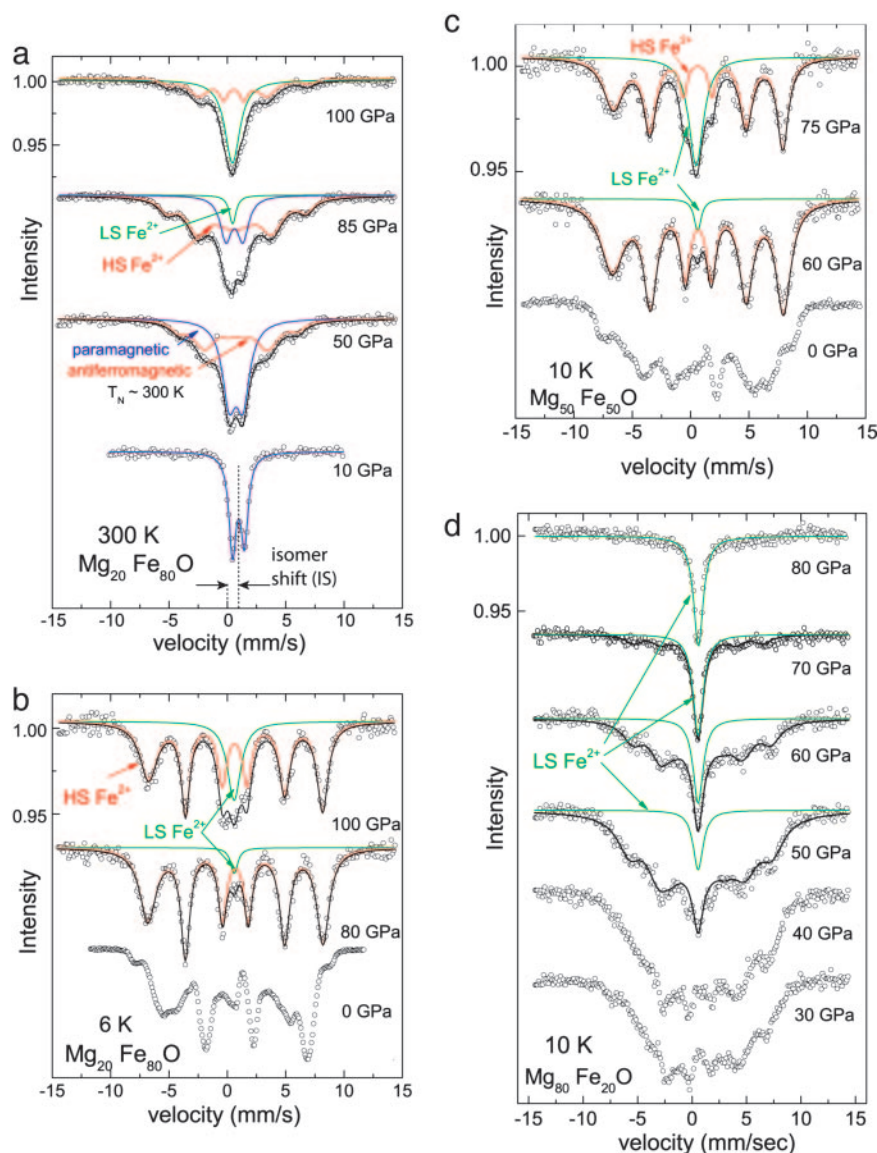 a
1.00
0.95
100 GPa
LS Fe²⁺
85 GPa
HS Fe²⁺
50 GPa
paramagnetic
antiferromagnetic
T_N ~ 300 K
10 GPa
300 K
Mg₂₀ Fe₈₀O
isomer
shift (IS)
Intensity
-15 -10 -5 0 5 10 15
velocity (mm/s)
b
1.00
0.95
HS Fe²⁺
LS Fe²⁺
100 GPa
80 GPa
0 GPa
6 K
Mg₂₀ Fe₈₀O
Intensity
-15 -10 -5 0 5 10 15
velocity (mm/s)
c
HS Fe²⁺
1.00
75 GPa
0.95
LS Fe²⁺
60 GPa
0 GPa
10 K
Mg₅₀ Fe₅₀O
Intensity
-15 -10 -5 0 5 10 15
velocity (mm/s)
d
1.00
80 GPa
0.95
70 GPa
LS Fe²⁺
60 GPa
50 GPa
40 GPa
30 GPa
10 K
Mg₈₀ Fe₂₀O
Intensity
-15 -10 -5 0 5 10 15
velocity (mm/sec)